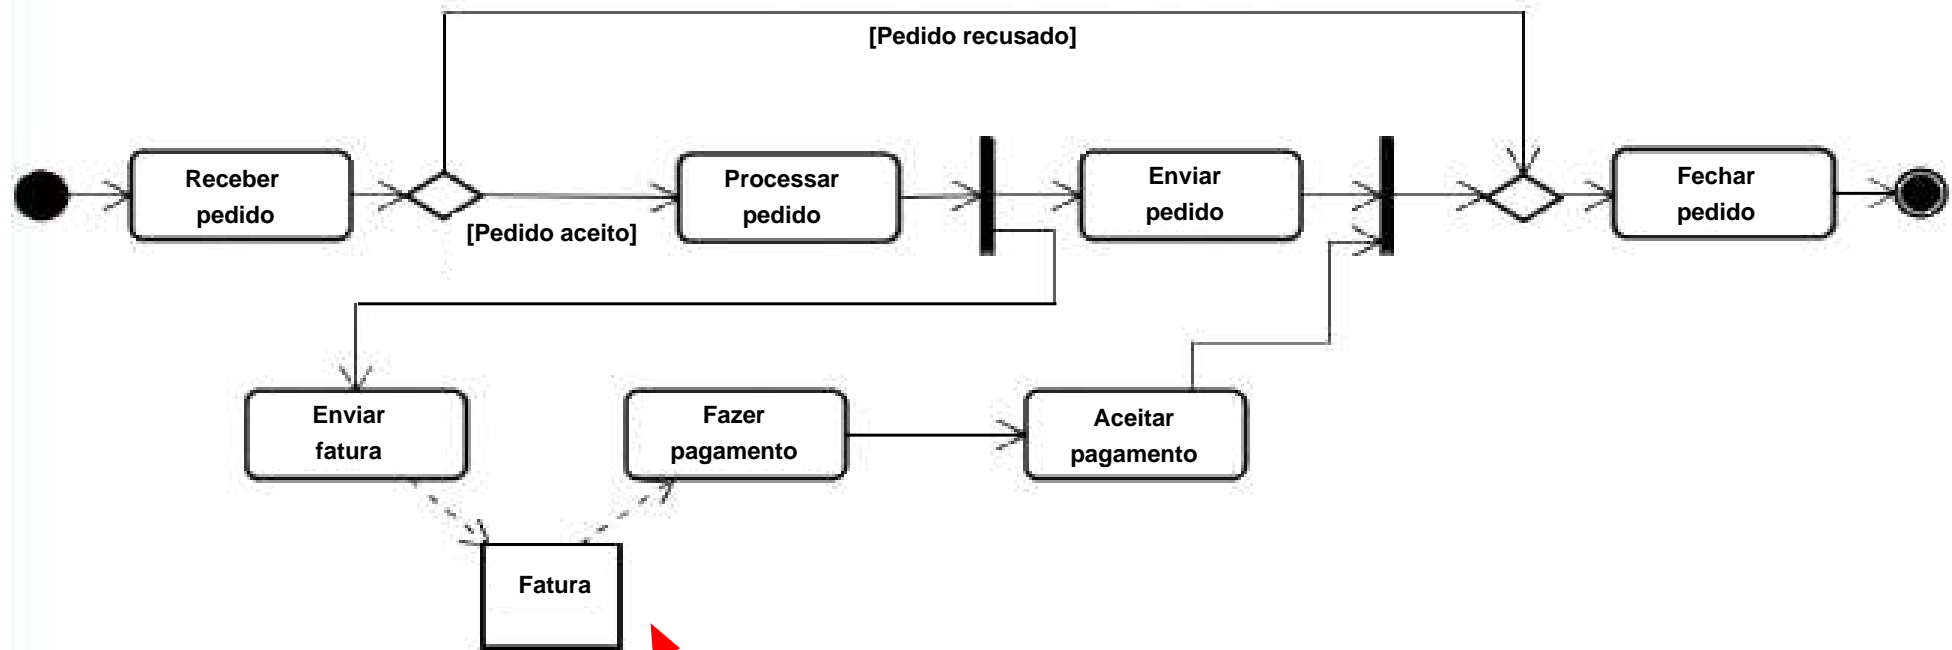 [Pedido recusado]
Receber
pedido
[Pedido aceito]
Processar
pedido
Enviar
pedido
Fechar
pedido
Enviar
fatura
Fazer
pagamento
Aceitar
pagamento
Fatura